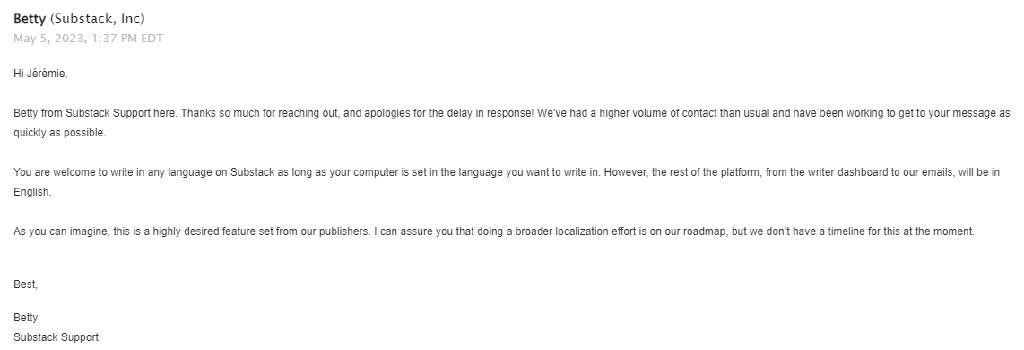 Betty (Substack, Inc)
May 5, 2023, 1:37 PM EDT
Hi Jérémie,
Betty from Substack Support here. Thanks so much for reaching out, and apologies for the delay in response! We've had a higher volume of contact than usual and have been working to get to your message as
quickly as possible.
You are welcome to write in any language on Substack as long as your computer is set in the language you want to write in. However, the rest of the platform, from the writer dashboard to our emails, will be in
English.
As you can imagine, this is a highly desired feature set from our publishers. I can assure you that doing a broader localization effort is on our roadmap, but we don't have a timeline for this at the moment.
Best,
Betty
Substack Support